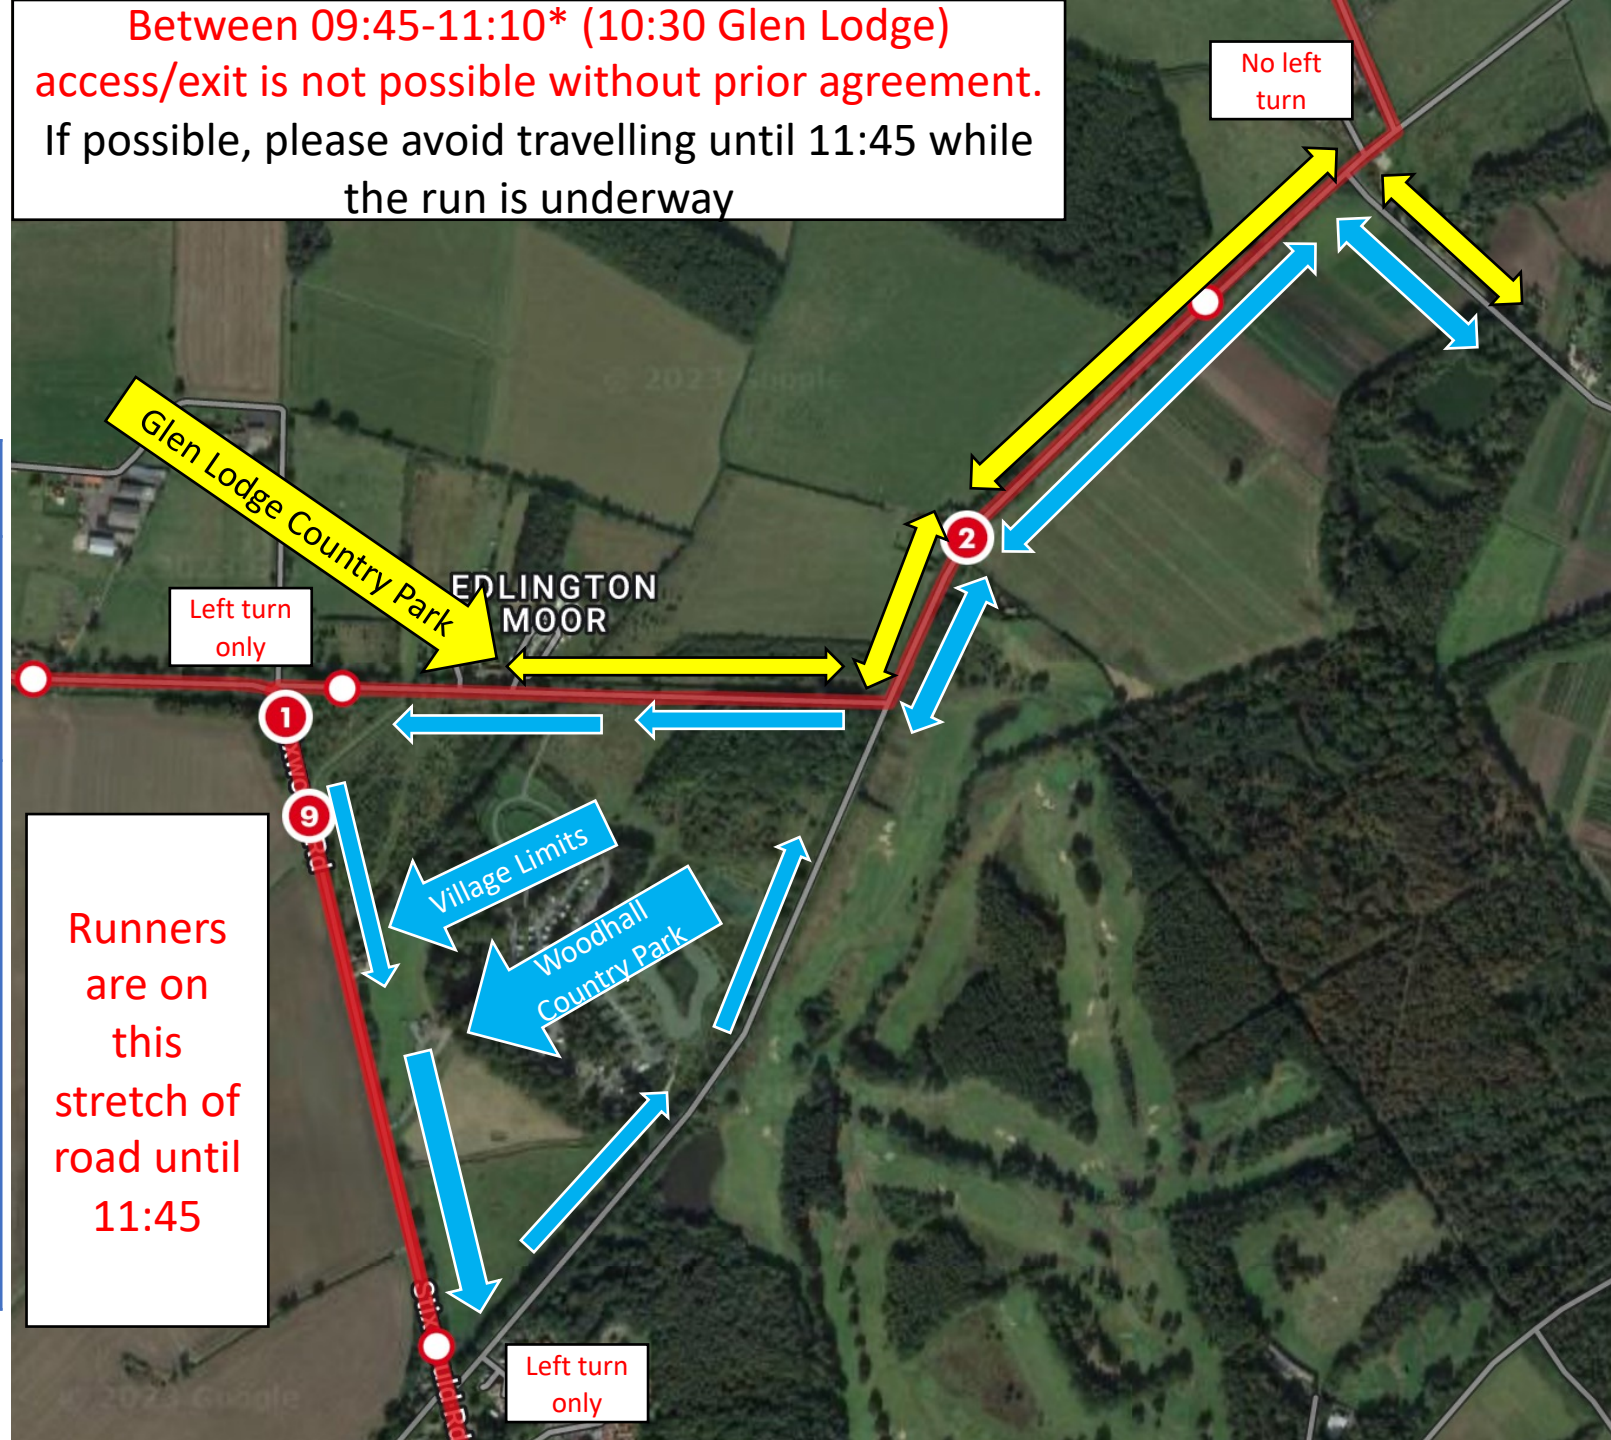 Between 09:45-11:10* (10:30 Glen Lodge)
access/exit is not possible without prior agreement.
If possible, please avoid travelling until 11:45 while
the run is underway
No left
turn
Glen Lodge Country Park
EDLINGTON
MOOR
Left turn
only
2
1
9
Village Limits
Woodhall
Country Park
Runners
are on
this
stretch of
road until
11:45
Left turn
only